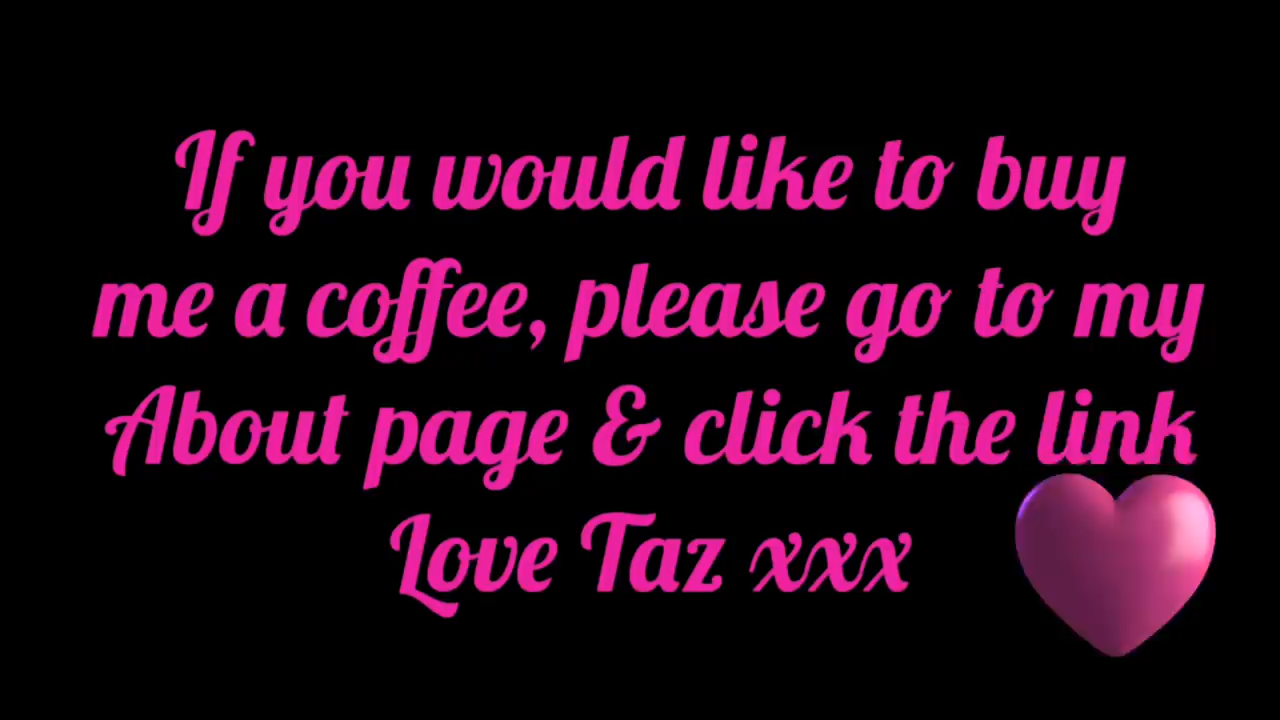 If you would like to buy
me a coffee, please go to my
About page & click the link
Love Taz xxx